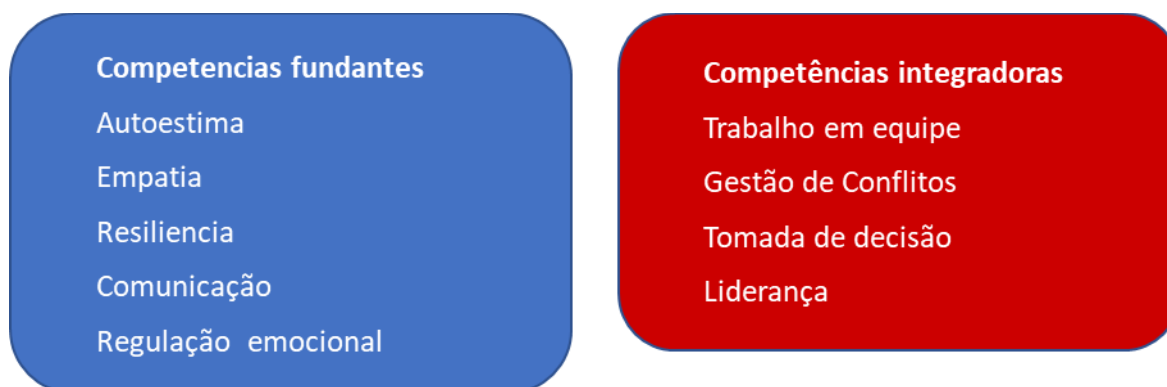 Competencias fundantes
Autoestima
Empatia
Resiliencia
Comunicação
Regulação emocional
Competências integradoras
Trabalho em equipe
Gestão de Conflitos
Tomada de decisão
Liderança